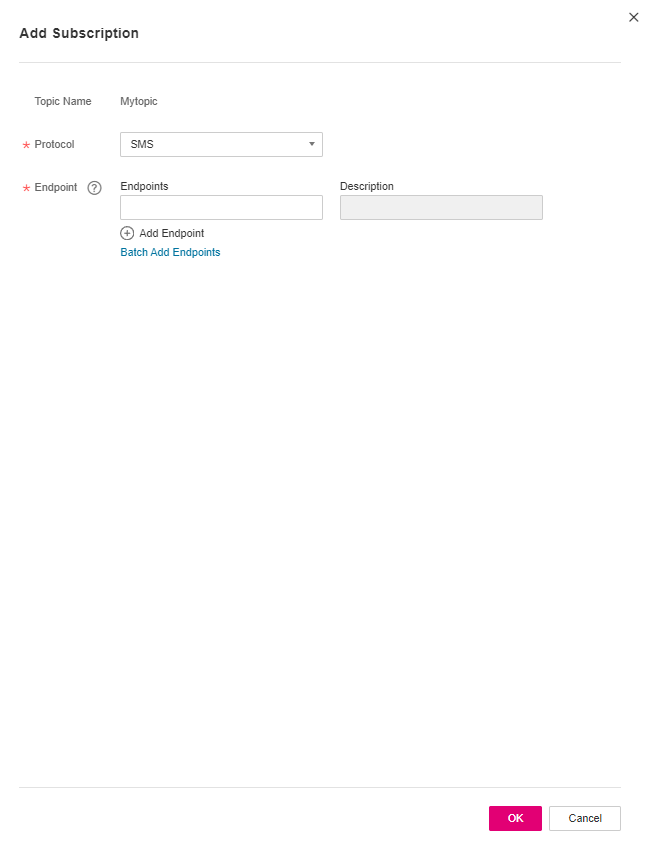 Add Subscription
Topic Name Mytopic
* Protocol SMS
* Endpoint ? Endpoints Description
Add Endpoint
Batch Add Endpoints
OK Cancel